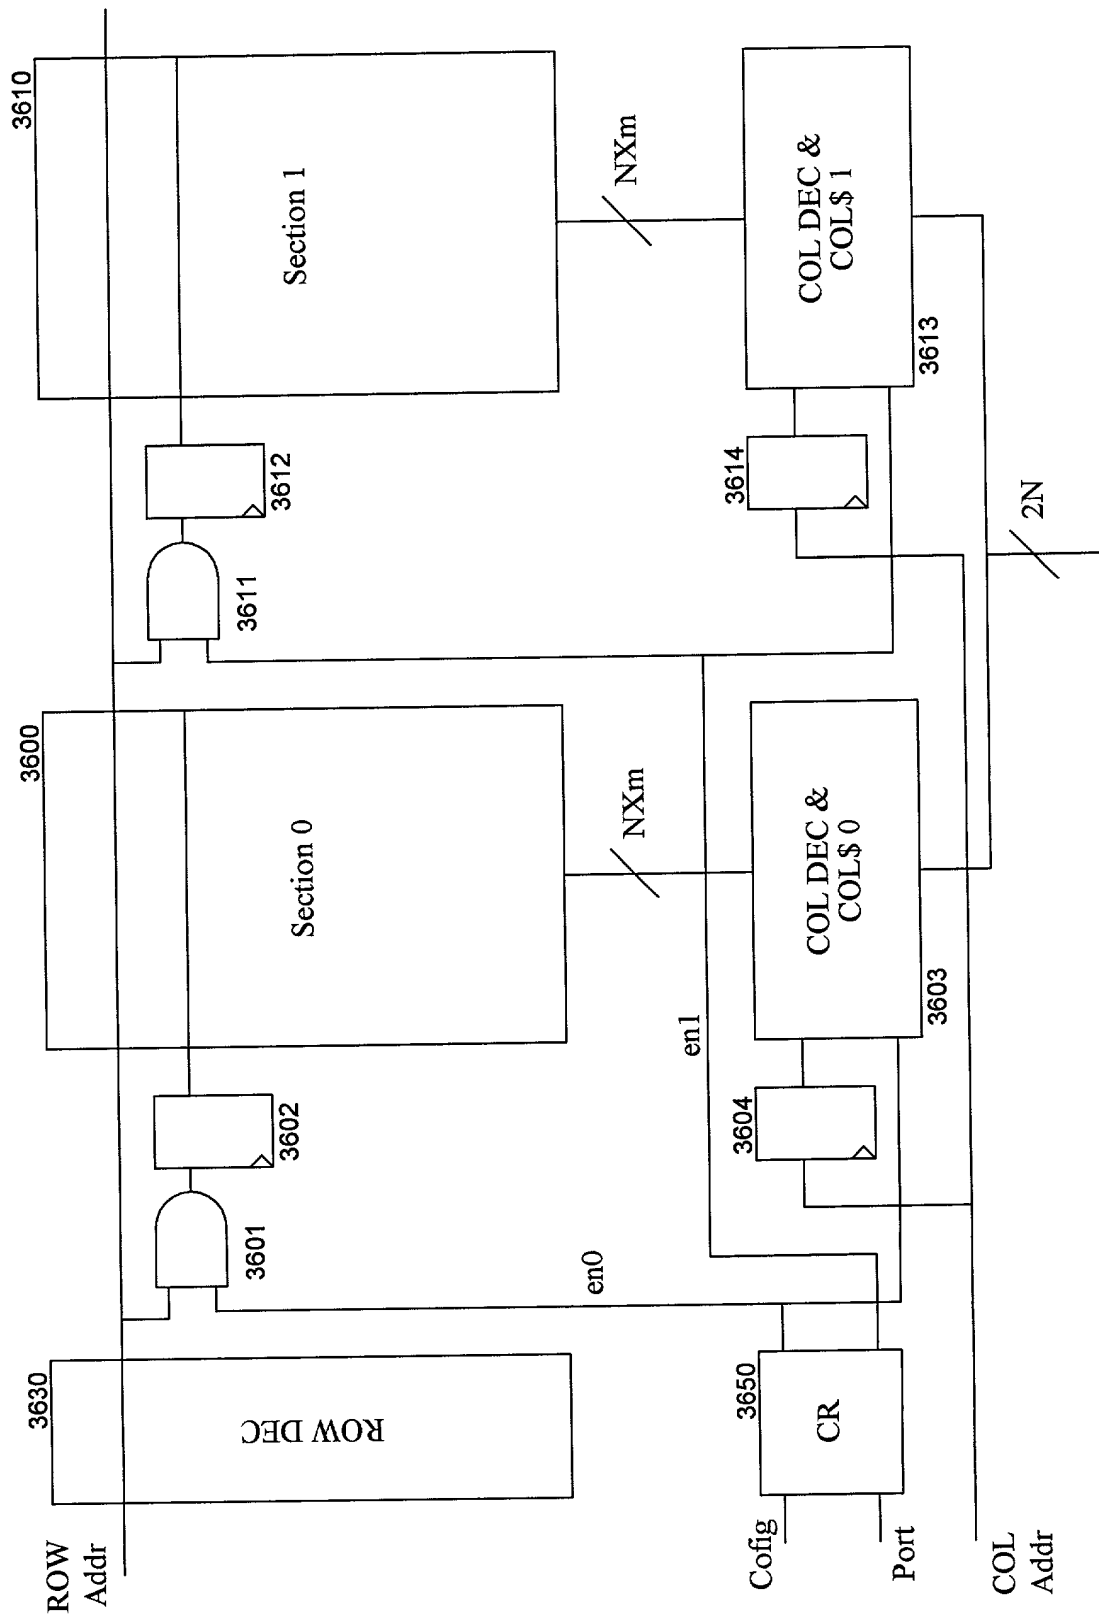 3610
Section 1
NXm
COL DEC &
COL$ 1
3613
3612
3611
3614
2N
3600
Section 0
NXm
COL DEC &
COL$ 0
3603
en1
3602
3601
3604
en0
3630
ROW DEC
3650
CR
ROW
Addr
Cofig
Port
COL
Addr